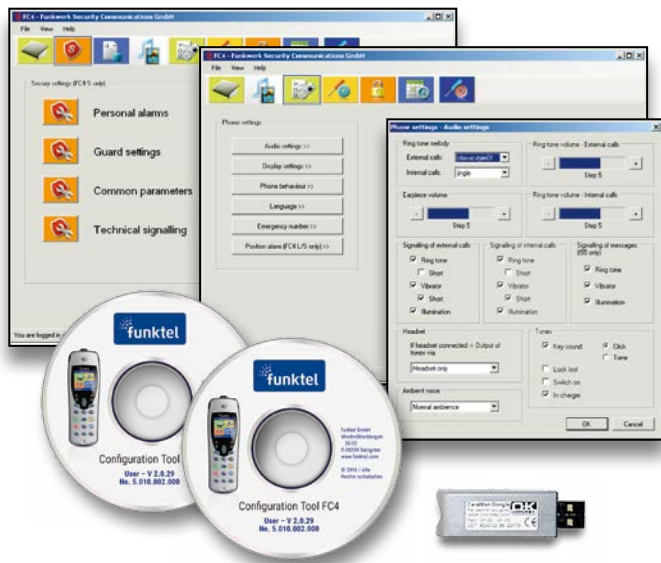 FC4 - Funkwerk Security Communications GmbH
File View Help
Security settings (FC4 S only)
Personal alarms
Guard settings
Common parameters
Technical signalling
You are logged in
FC4 - Funkwerk Security Communications GmbH
File View Help
Phone settings
Audio settings >>
Display settings >>
Phone behaviour >>
Language >>
Emergency number >>
Position alarm (FC4 L/S only) >>
Phone settings - Audio settings
Ring tone melody
External calls:
Internal calls: single
Ring tone volume - External calls
- +
Step 5
Earpiece volume
- +
Step 5
Ring tone volume - Internal calls
- +
Step 5
Signalling of external calls
Ring tone
Short
Vibrator
Short
Illumination
Signalling of internal calls
Ring tone
Short
Vibrator
Short
Illumination
Signalling of messages
Ring tone
Vibrator
Illumination
Headset
If headset connected -> Output of
tones via:
Headset only
Ambient noise
Normal ambience
Tones
Key sound
Click
Tone
Lock lost
Switch on
In charger
OK Cancel
funktel
Configuration Tool
User – V 2.0.29
No. 5.010.002.000
funktel
funktel GmbH
22-23
www.funktel.com
Configuration Tool FC4
User – V 2.0.29
No. 5.010.002.000